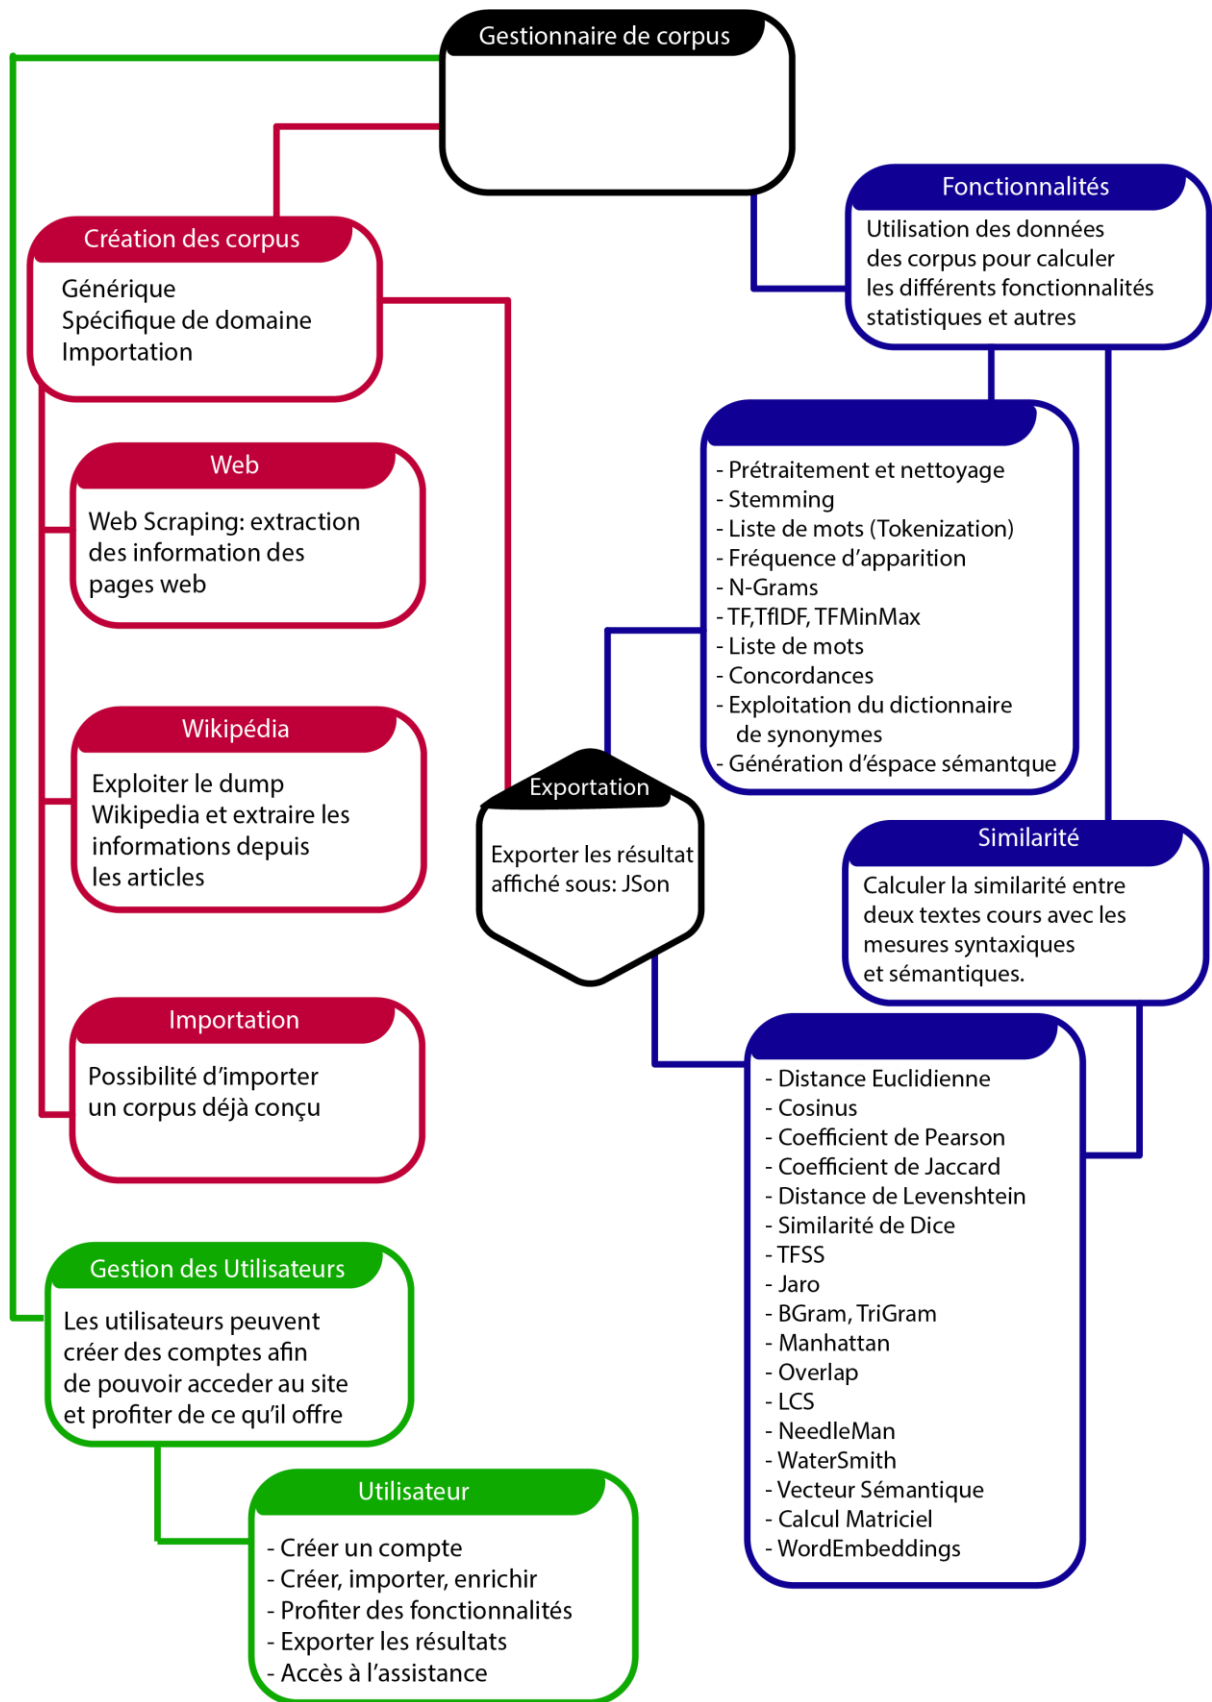 Gestionnaire de corpus
Création des corpus
Générique
Spécifique de domaine
Importation
Web
Web Scraping: extraction
des information des
pages web
Wikipédia
Exploiter le dump
Wikipedia et extraire les
informations depuis
les articles
Importation
Possibilité d'importer
un corpus déjà conçu
Gestion des Utilisateurs
Les utilisateurs peuvent
créer des comptes afin
de pouvoir acceder au site
et profiter de ce qu'il offre
Utilisateur
- Créer un compte
- Créer, importer, enrichir
- Profiter des fonctionnalités
- Exporter les résultats
- Accès à l'assistance
Exportation
Exporter les résultat
affiché sous: JSon
Fonctionnalités
Utilisation des données
des corpus pour calculer
les différents fonctionnalités
statistiques et autres
- Prétraitement et nettoyage
- Stemming
- Liste de mots (Tokenization)
- Fréquence d'apparition
- N-Grams
- TF,TfIDF, TFMinMax
- Liste de mots
- Concordances
- Exploitation du dictionnaire
de synonymes
- Génération d'éspace sémantque
Similarité
Calculer la similarité entre
deux textes cours avec les
mesures syntaxiques
et sémantiques.
- Distance Euclidienne
- Cosinus
- Coefficient de Pearson
- Coefficient de Jaccard
- Distance de Levenshtein
- Similarité de Dice
- TFSS
- Jaro
- BGram, TriGram
- Manhattan
- Overlap
- LCS
- NeedleMan
- WaterSmith
- Vecteur Sémantique
- Calcul Matriciel
- WordEmbeddings